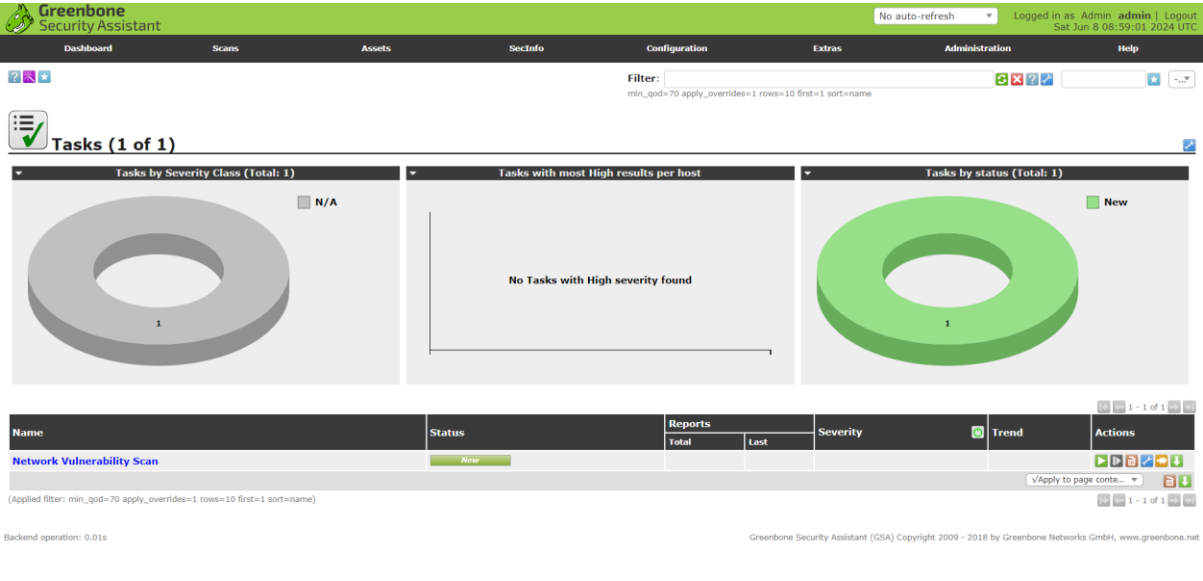 Greenbone
Security Assistant
No auto-refresh
Logged in as Admin admin | Logout
Sat Jun 8 08:59:01 2024 UTC
Dashboard Scans Assets SecInfo Configuration Extras Administration Help
Filter:
min_qod=70 apply_overrides=1 rows=10 first=1 sort=name
-...
Tasks (1 of 1)
Tasks by Severity Class (Total: 1)
N/A
1
Tasks with most High results per host
No Tasks with High severity found
Tasks by status (Total: 1)
New
1
1 - 1 of 1
Name Status Reports Severity Trend Actions
Total Last
Network Vulnerability Scan New
√Apply to page conte...
(Applied filter: min_qod=70 apply_overrides=1 rows=10 first=1 sort=name)
1 - 1 of 1
Backend operation: 0.01s
Greenbone Security Assistant (GSA) Copyright 2009 - 2018 by Greenbone Networks GmbH, www.greenbone.net